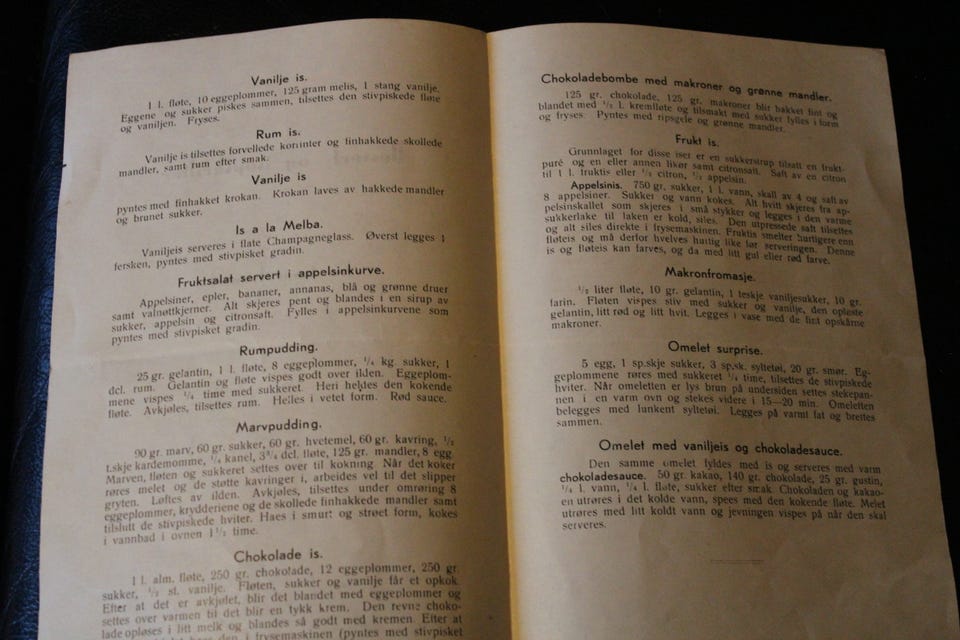 Vanilje is.
1 l. fløte, 10 eggeplommer, 125 gram melis, 1 stang vanilje.
Eggene og sukker piskes sammen, tilsettes den stivpiskede fløte
og vaniljen. Fryses.
Rum is.
Vanilje is tilsettes forvellede korinter og finhakkede skollede
mandler, samt rum efter smak.
Vanilje is
pyntes med finhakket krokan. Krokan laves av hakkede mandler
og brunet sukker.
Is a la Melba.
Vaniljeis serveres i flate Champagneglass. Øverst legges 1
fersken, pyntes med stivpisket gradin.
Fruktsalat servert i appelsinkurve.
Appelsiner, epler, bananer, annanas, blå og grønne druer
samt valnøttkjerner. Alt skjeres pent og blandes i en sirup av
sukker, appelsin og citronsaft. Fylles i appelsinkurvene som
pyntes med stivpisket gradin.
Rumpudding.
25 gr. gelantin, 1 l. fløte, 8 eggeplommer, 1/4 kg. sukker, 1
dcl. rum. Gelantin og fløte vispes godt over ilden. Eggeplom-
mene vispes 1/4 time med sukkeret. Heri heldes den kokende
fløte. Avkjøles, tilsettes rum. Helles i vetet form. Rød sauce.
Marvpudding.
90 gr. marv, 60 gr. sukker, 60 gr. hvetemel, 60 gr. kavring, 1/2
t.skje kardemomme, 1/4 kanel, 3 3/4 dcl. fløte, 125 gr. mandler, 8 egg.
Marven, fløten og sukkeret settes over til kokning. Når det koker
røres melet og de støtte kavringer i, arbeides vel til det slipper
gryten. Løftes av ilden. Avkjøles, tilsettes under omrøring 8
eggeplommer, krydderiene og de skollede finhakkede mandler samt
tilslutt de stivpiskede hviter. Haes i smurt og strøet form, kokes
i vannbad i ovnen 1 1/2 time.
Chokolade is.
1 l. alm. fløte, 250 gr. chokolade, 12 eggeplommer, 250 gr.
sukker, 1/2 st. vanilje. Fløten, sukker og vanilje får et opkok.
Efter at det er avkjølet, blir det blandet med eggeplommer og
settes over varmen til det blir en tykk krem. Den revne choko-
lade opløses i litt melk og blandes så godt med kremen. Efter at
i frysemaskinen (pyntes med stivpisket
Chokoladebombe med makroner og grønne mandler.
125 gr. chokolade, 125 gr. makroner blir hakket fint og
blandet med 1/2 l. kremfløte og tilsmakt med sukker fylles i form
og fryses. Pyntes med ripsgele og grønne mandler.
Frukt is.
Grunnlaget for disse iser er en sukkersirup tilsatt en frukt-
puré og en eller annen likør samt citronsaft. Saft av en citron
til 1 l. fruktis eller 1/2 citron, 1/2 appelsin.
Appelsinis. 750 gr. sukker, 1 l. vann, skall av 4 og saft av
8 appelsiner. Sukker og vann kokes. Alt hvitt skjeres fra ap-
pelsinskallet som skjeres i små stykker og legges i den varme
sukkerlake til laken er kold, siles. Den utpressede saft tilsettes
og alt siles direkte i frysemaskinen. Fruktis smelter hurtigere enn
fløteis og må derfor hvelves hurtig like før serveringen. Denne
is og fløteis kan farves, og da med litt gul eller rød farve.
Makronfromasje.
1/2 liter fløte, 10 gr. gelantin, 1 teskje vaniljesukker, 10 gr.
farin. Fløten vispes stiv med sukker og vanilje, den opløste
gelantin, litt rød og litt hvit. Legges i vase med de fint opskårne
makroner.
Omelet surprise.
5 egg, 1 sp.skje sukker, 3 sp.sk. syltetøi, 20 gr. smør. Eg-
geplommene røres med sukkeret 1/4 time, tilsettes de stivpiskede
hviter. Når omeletten er lys brun på undersiden settes stekepan-
nen i en varm ovn og stekes videre i 15—20 min. Omeletten
belegges med lunkent syltetøi. Legges på varmt fat og brettes
sammen.
Omelet med vaniljeis og chokoladesauce.
Den samme omelet fyldes med is og serveres med varm
chokoladesauce. 50 gr. kakao, 140 gr. chokolade, 25 gr. gustin,
1/4 l. vann, 1/4 l. fløte, sukker efter smak. Chokoladen og kakao-
en utrøres i det kolde vann, spees med den kokende fløte. Melet
utrøres med litt koldt vann og jevningen vispes på når den skal
serveres.